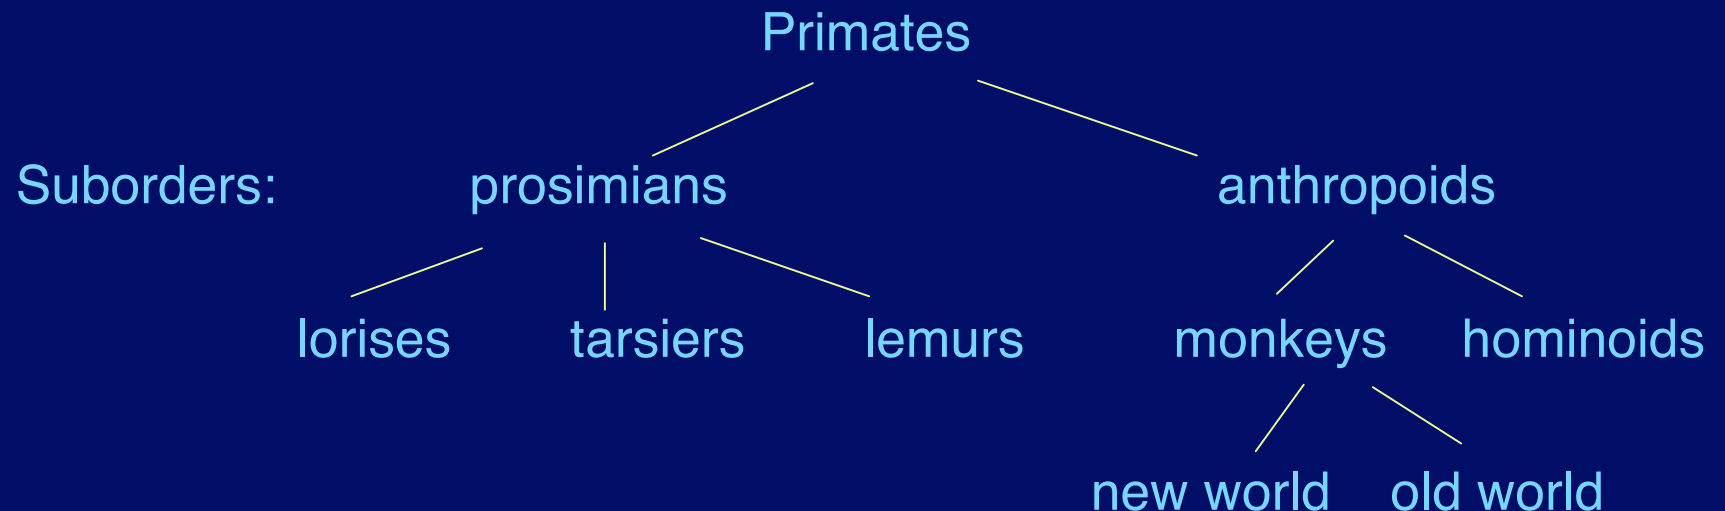 Primates
Suborders: prosimians anthropoids
lorises tarsiers lemurs monkeys hominoids
new world old world